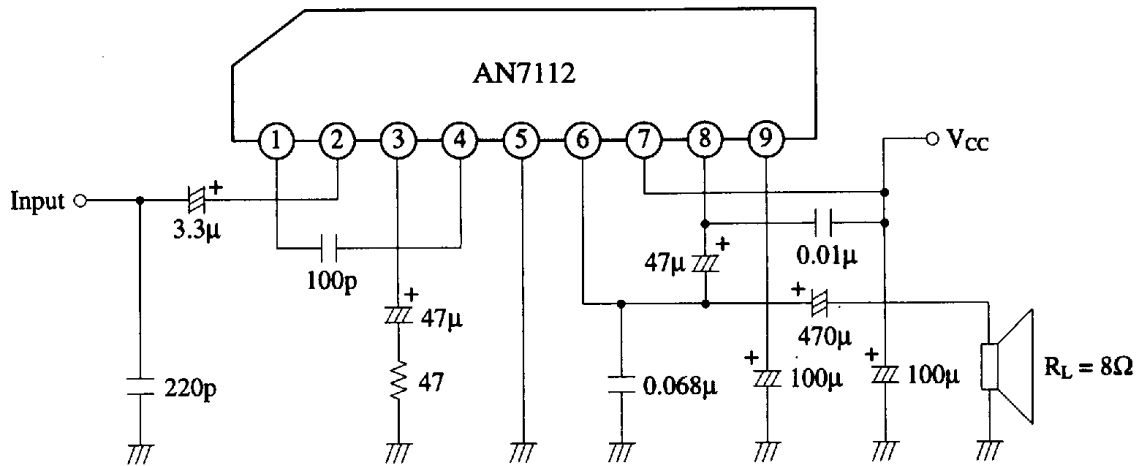 AN7112
1 2 3 4 5 6 7 8 9
V_CC
Input
+
3.3μ
100p
+
47μ
47
220p
+
47μ
0.01μ
+
470μ
0.068μ
+
100μ
+
100μ
R_L = 8Ω